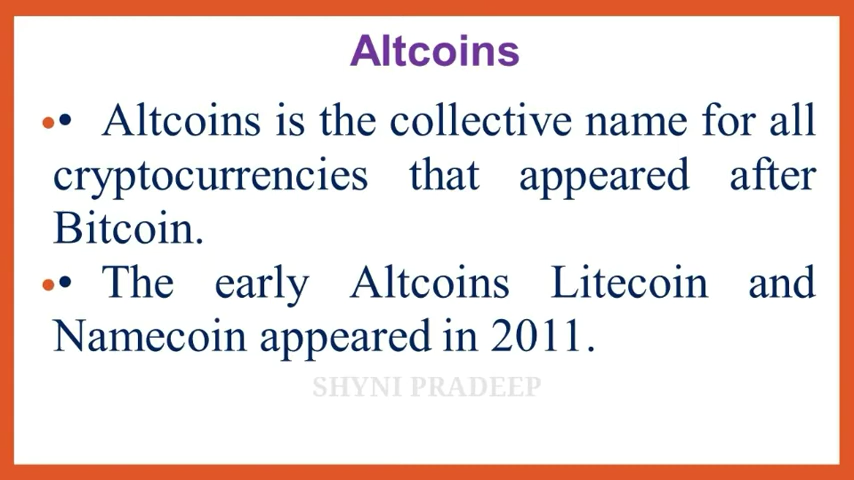 Altcoins
•• Altcoins is the collective name for all
cryptocurrencies that appeared after
Bitcoin.
•• The early Altcoins Litecoin and
Namecoin appeared in 2011.
SHYNI PRADEEP